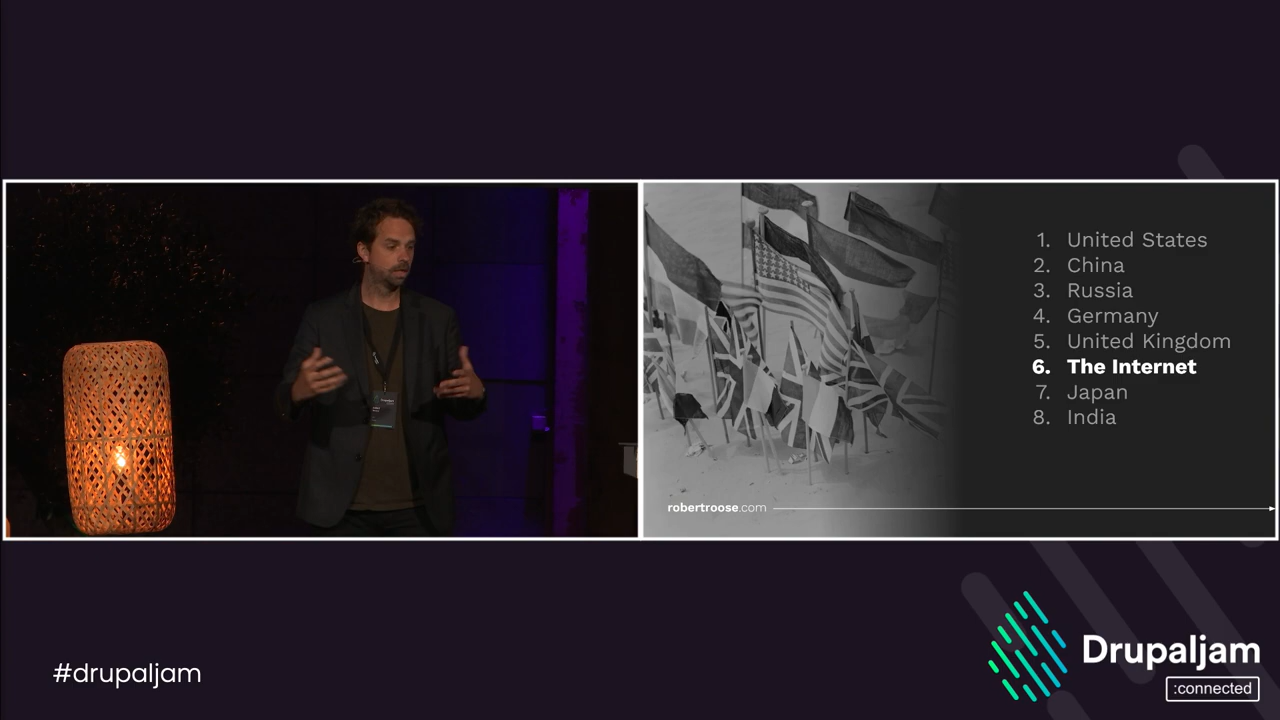 1. United States
2. China
3. Russia
4. Germany
5. United Kingdom
6. The Internet
7. Japan
8. India
robertroose.com
#drupaljam
Drupaljam
:connected